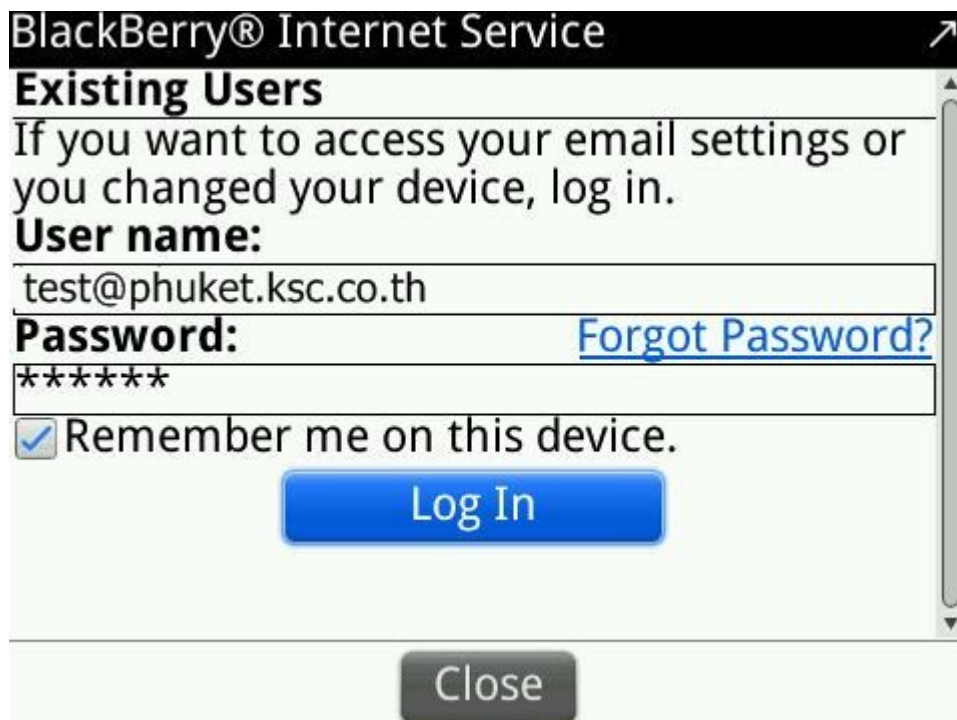 BlackBerry® Internet Service
Existing Users
If you want to access your email settings or
you changed your device, log in.
User name:
test@phuket.ksc.co.th
Password: Forgot Password?
******
Remember me on this device.
Log In
Close